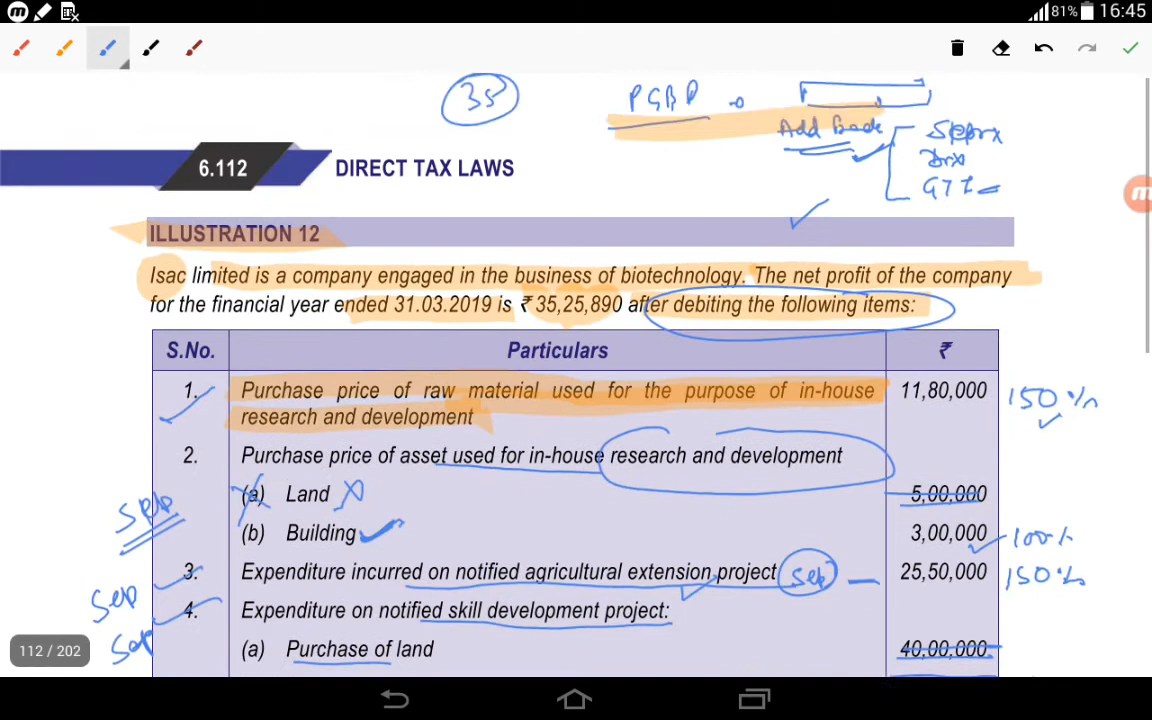 81% 16:45
35 PGBP
Add Back
6.112 DIRECT TAX LAWS
GTI
ILLUSTRATION 12
Isac limited is a company engaged in the business of biotechnology. The net profit of the company
for the financial year ended 31.03.2019 is ₹ 35,25,890 after debiting the following items:
S.No. Particulars ₹
1. Purchase price of raw material used for the purpose of in-house 11,80,000 150%
research and development
2. Purchase price of asset used for in-house research and development
(a) Land 5,00,000
(b) Building 3,00,000 100%
3. Expenditure incurred on notified agricultural extension project Sep 25,50,000 150%
Sep
4. Expenditure on notified skill development project:
Sep
(a) Purchase of land 40,00,000
112 / 202